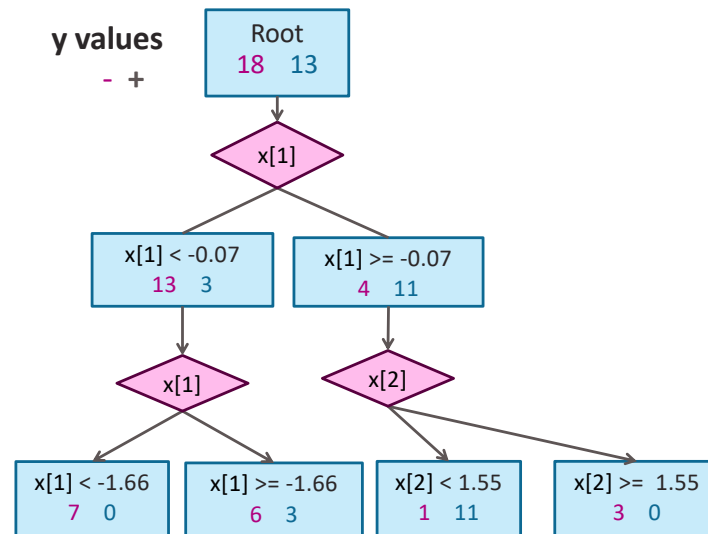 y values
- +
Root
18 13
x[1]
x[1] < -0.07
13 3
x[1] >= -0.07
4 11
x[1]
x[2]
x[1] < -1.66
7 0
x[1] >= -1.66
6 3
x[2] < 1.55
1 11
x[2] >= 1.55
3 0